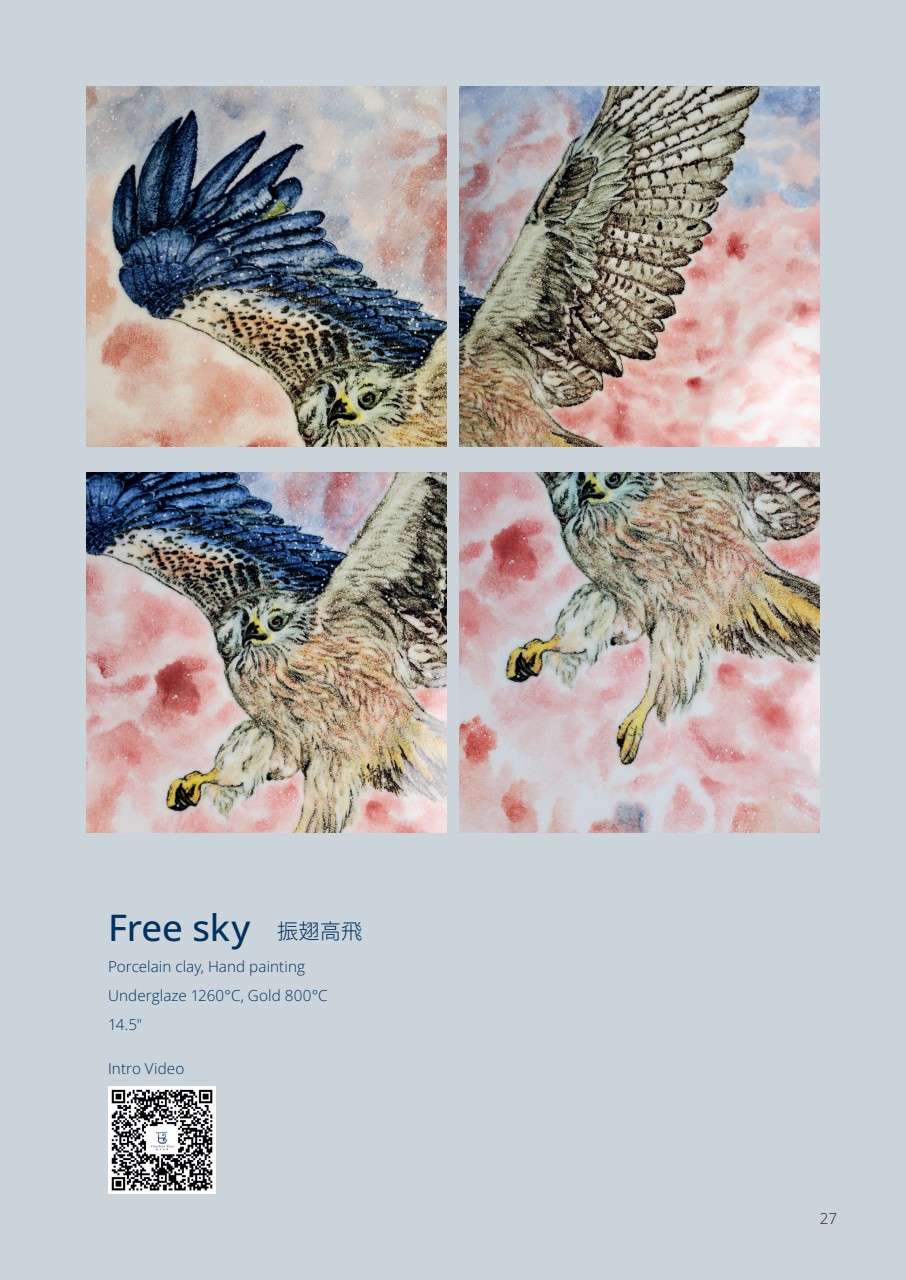 Free sky 振翅高飛
Porcelain clay, Hand painting
Underglaze 1260°C, Gold 800°C
14.5"
Intro Video
27